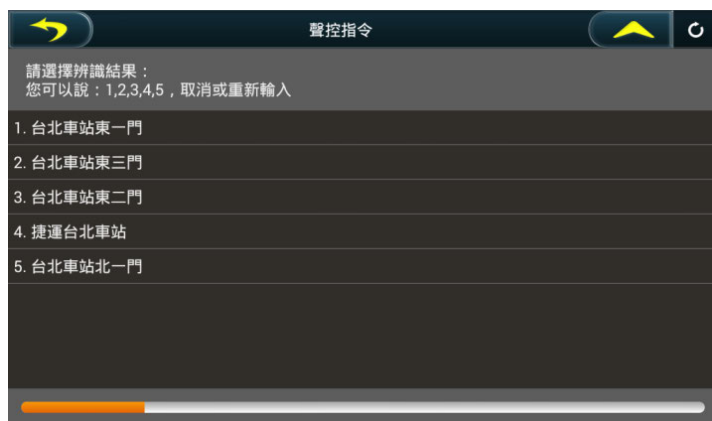 聲控指令
請選擇辨識結果：
您可以說：1,2,3,4,5，取消或重新輸入
1. 台北車站東一門
2. 台北車站東三門
3. 台北車站東二門
4. 捷運台北車站
5. 台北車站北一門